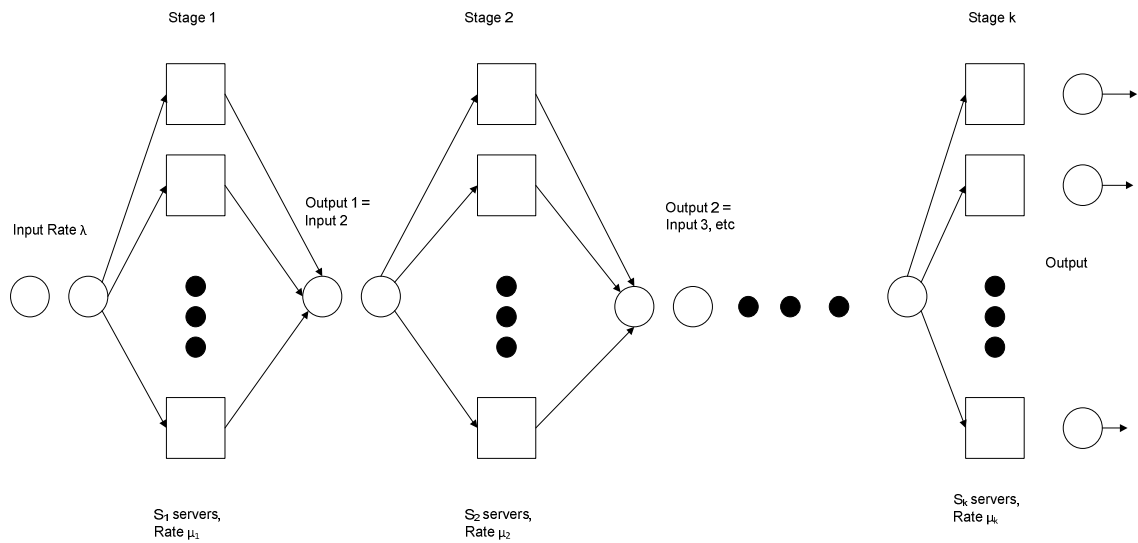 Stage 1
Stage 2
Stage k
Input Rate λ
Output 1 =
Input 2
Output 2 =
Input 3, etc
Output
S1 servers,
Rate μ1
S2 servers,
Rate μ2
Sk servers,
Rate μk